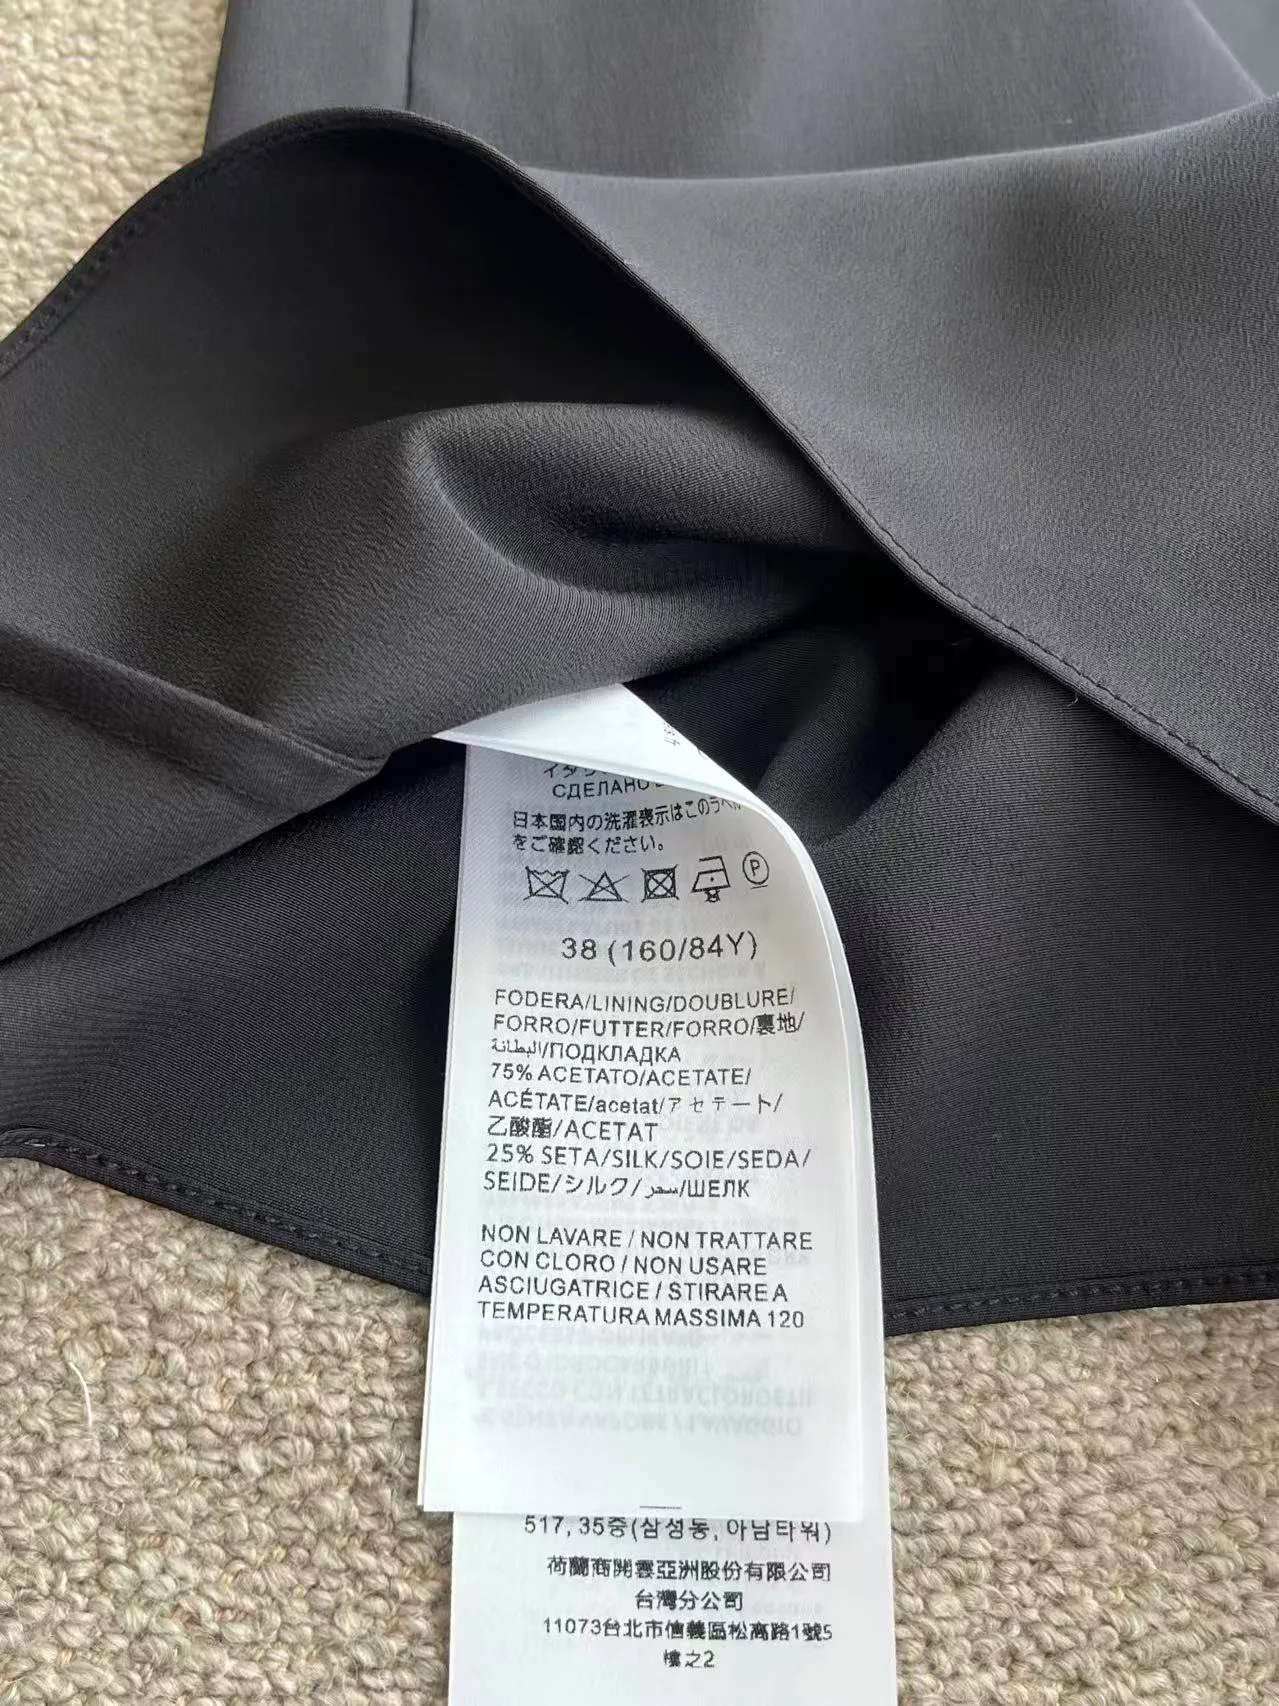 СДЕЛАНО
日本国内の洗濯表示はこのラベル
をご確認ください。
P
38 (160/84Y)
FODERA/LINING/DOUBLURE/
FORRO/FUTTER/FORRO/裏地/
البطانة/ПОДКЛАДКА
75% ACETATO/ACETATE/
ACÉTATE/acetat/アセテート/
乙酸酯/ACETAT
25% SETA/SILK/SOIE/SEDA/
SEIDE/シルク/ /ШЕЛК
NON LAVARE / NON TRATTARE
CON CLORO / NON USARE
ASCIUGATRICE / STIRARE A
TEMPERATURA MASSIMA 120
517, 35층(삼성동, 아남타워)
荷蘭商開雲亞洲股份有限公司
台灣分公司
11073台北市信義區松高路1號5
樓之2